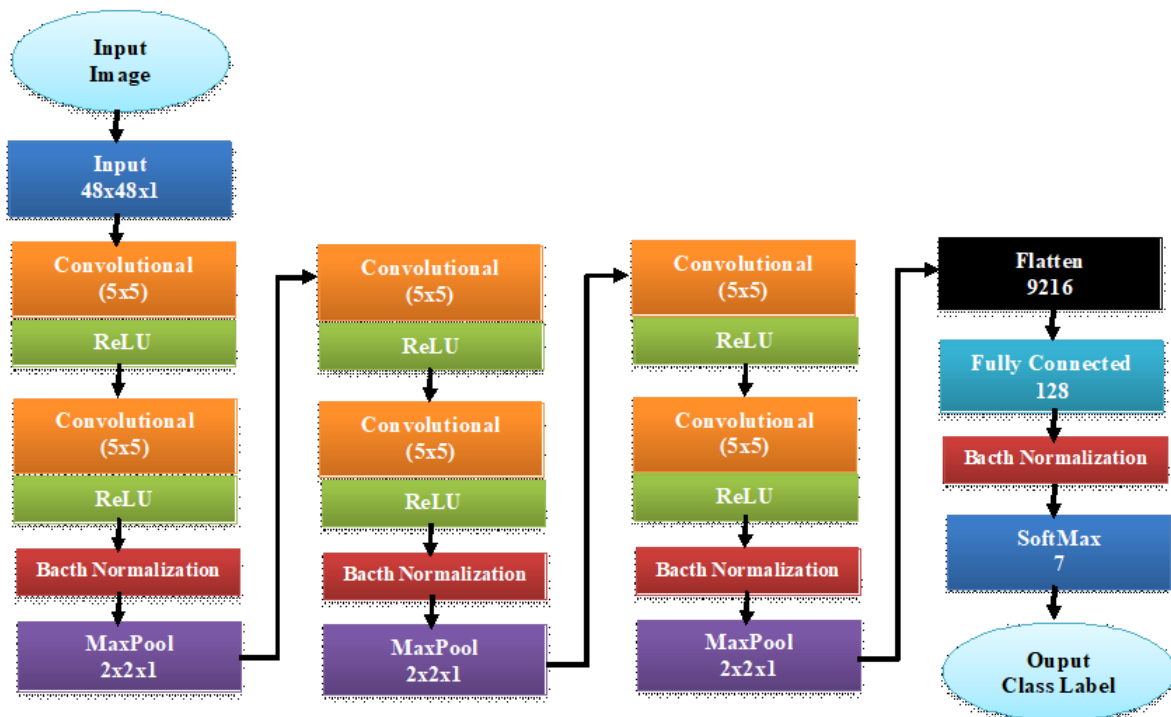 Input
Image
Input
48x48x1
Convolutional
(5x5)
ReLU
Convolutional
(5x5)
ReLU
Bacth Normalization
MaxPool
2x2x1
Convolutional
(5x5)
ReLU
Convolutional
(5x5)
ReLU
Bacth Normalization
MaxPool
2x2x1
Convolutional
(5x5)
ReLU
Convolutional
(5x5)
ReLU
Bacth Normalization
MaxPool
2x2x1
Flatten
9216
Fully Connected
128
Bacth Normalization
SoftMax
7
Ouput
Class Label